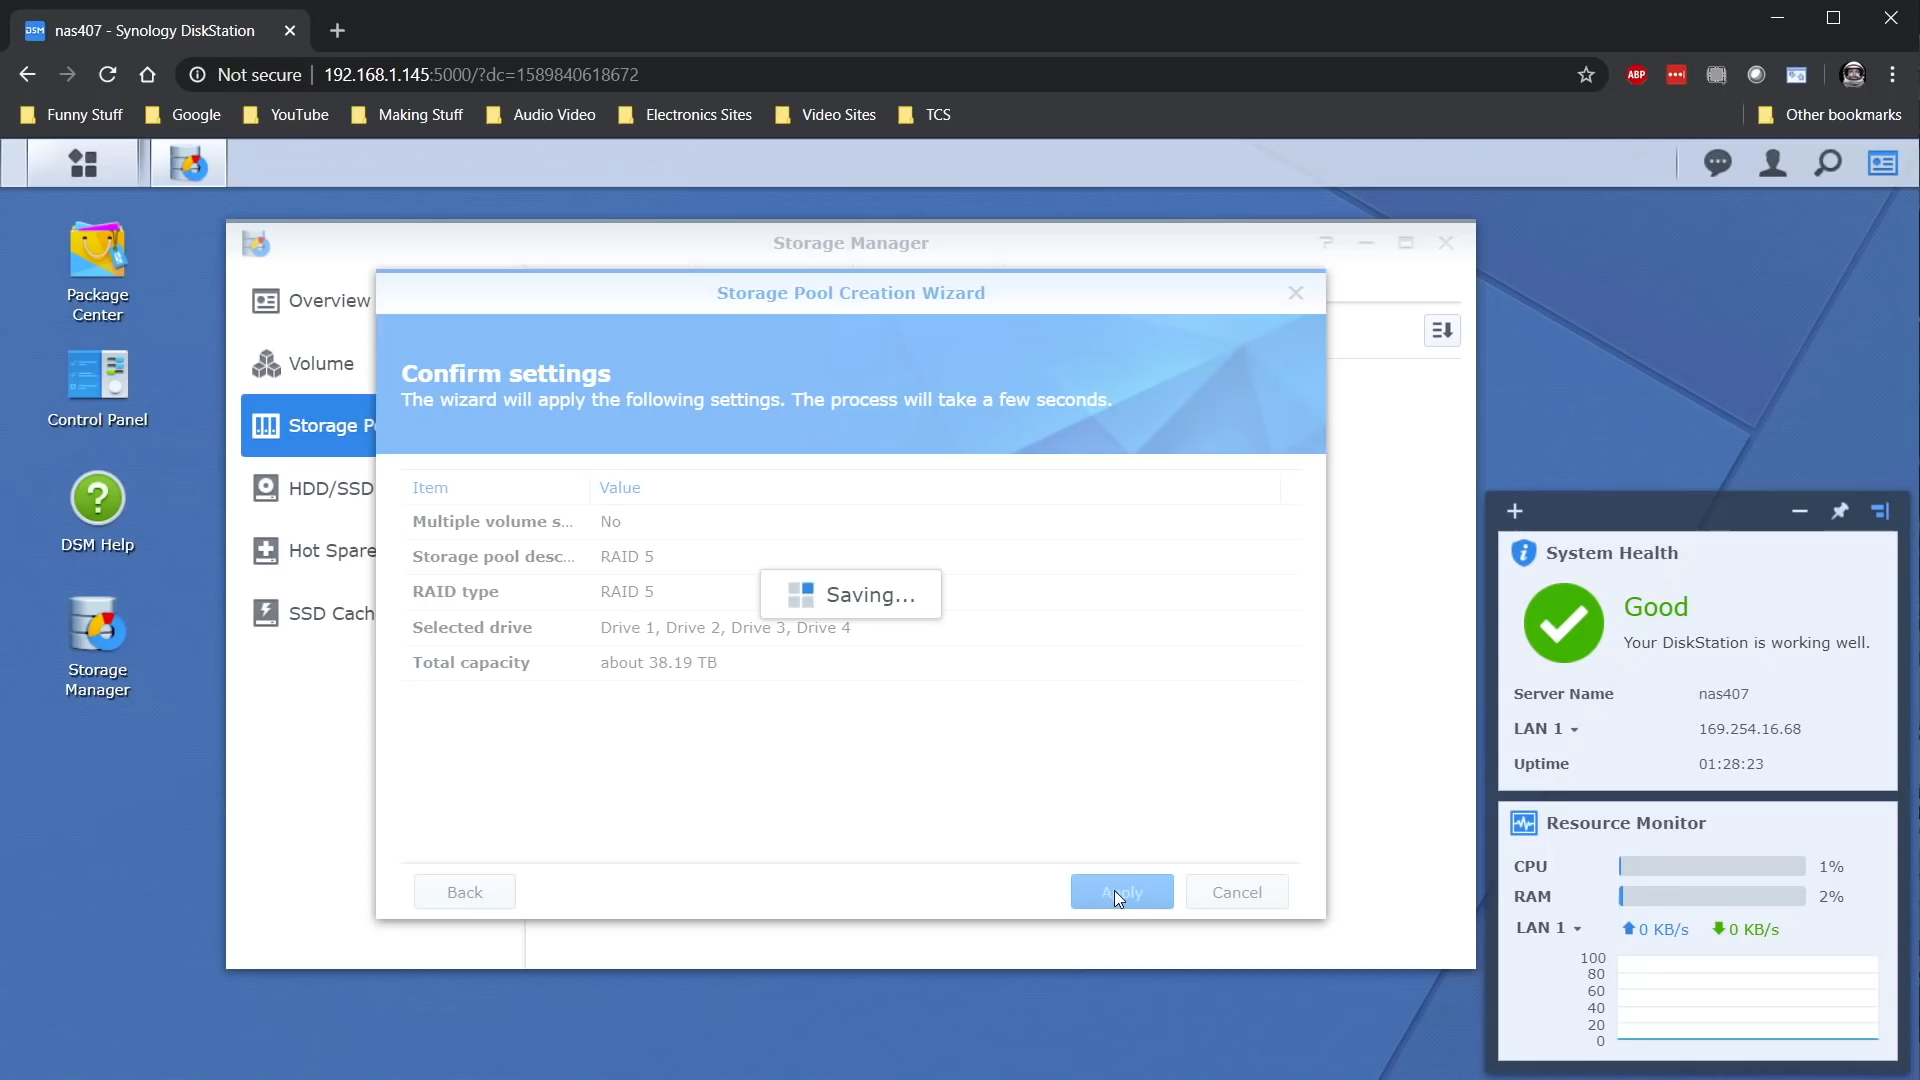 DSM nas407 - Synology DiskStation
Not secure 192.168.1.145:5000/?dc=1589840618672
ABP
Funny Stuff Google YouTube Making Stuff Audio Video Electronics Sites Video Sites TCS Other bookmarks
Package
Center
Control Panel
DSM Help
Storage
Manager
Storage Manager
Overview
Volume
Storage P
HDD/SSD
Hot Spare
SSD Cach
Storage Pool Creation Wizard
Confirm settings
The wizard will apply the following settings. The process will take a few seconds.
Item Value
Multiple volume s... No
Storage pool desc... RAID 5
RAID type RAID 5
Selected drive Drive 1, Drive 2, Drive 3, Drive 4
Total capacity about 38.19 TB
Saving...
Back Apply Cancel
System Health
Good
Your DiskStation is working well.
Server Name nas407
LAN 1 169.254.16.68
Uptime 01:28:23
Resource Monitor
CPU 1%
RAM 2%
LAN 1 0 KB/s 0 KB/s
100
80
60
40
20
0